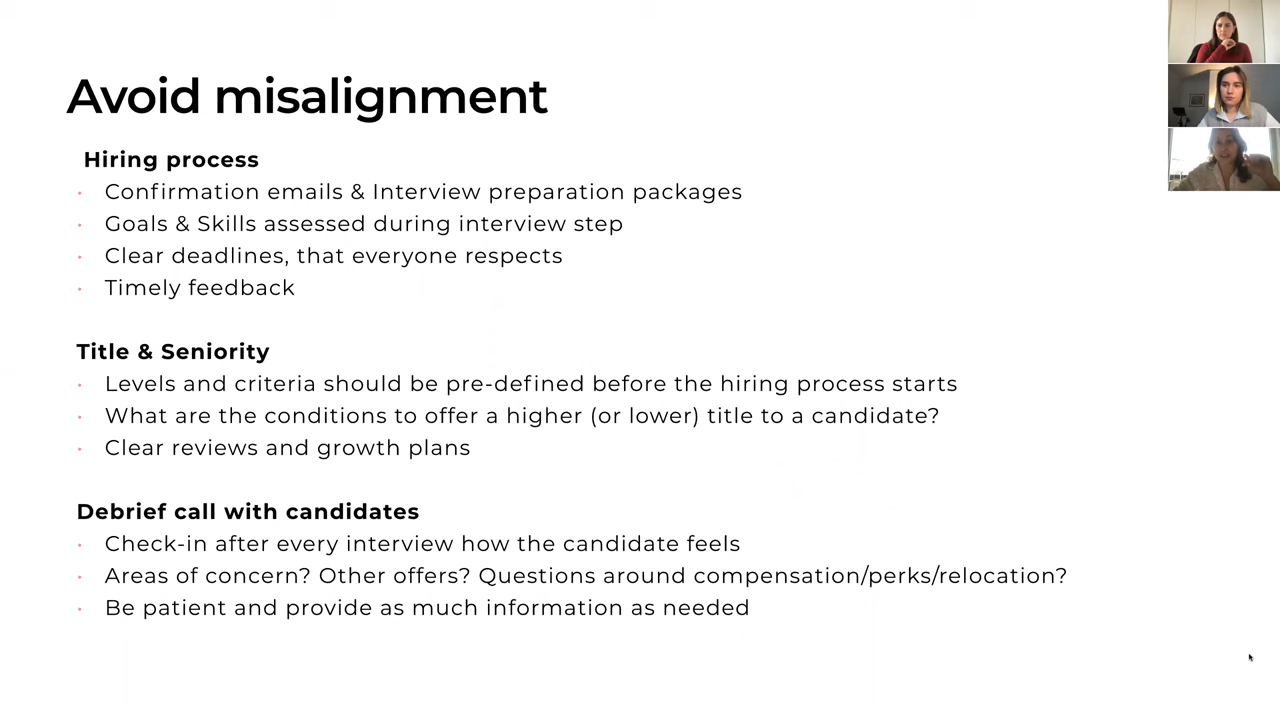 Avoid misalignment
Hiring process
· Confirmation emails & Interview preparation packages
· Goals & Skills assessed during interview step
· Clear deadlines, that everyone respects
· Timely feedback
Title & Seniority
· Levels and criteria should be pre-defined before the hiring process starts
· What are the conditions to offer a higher (or lower) title to a candidate?
· Clear reviews and growth plans
Debrief call with candidates
· Check-in after every interview how the candidate feels
· Areas of concern? Other offers? Questions around compensation/perks/relocation?
· Be patient and provide as much information as needed